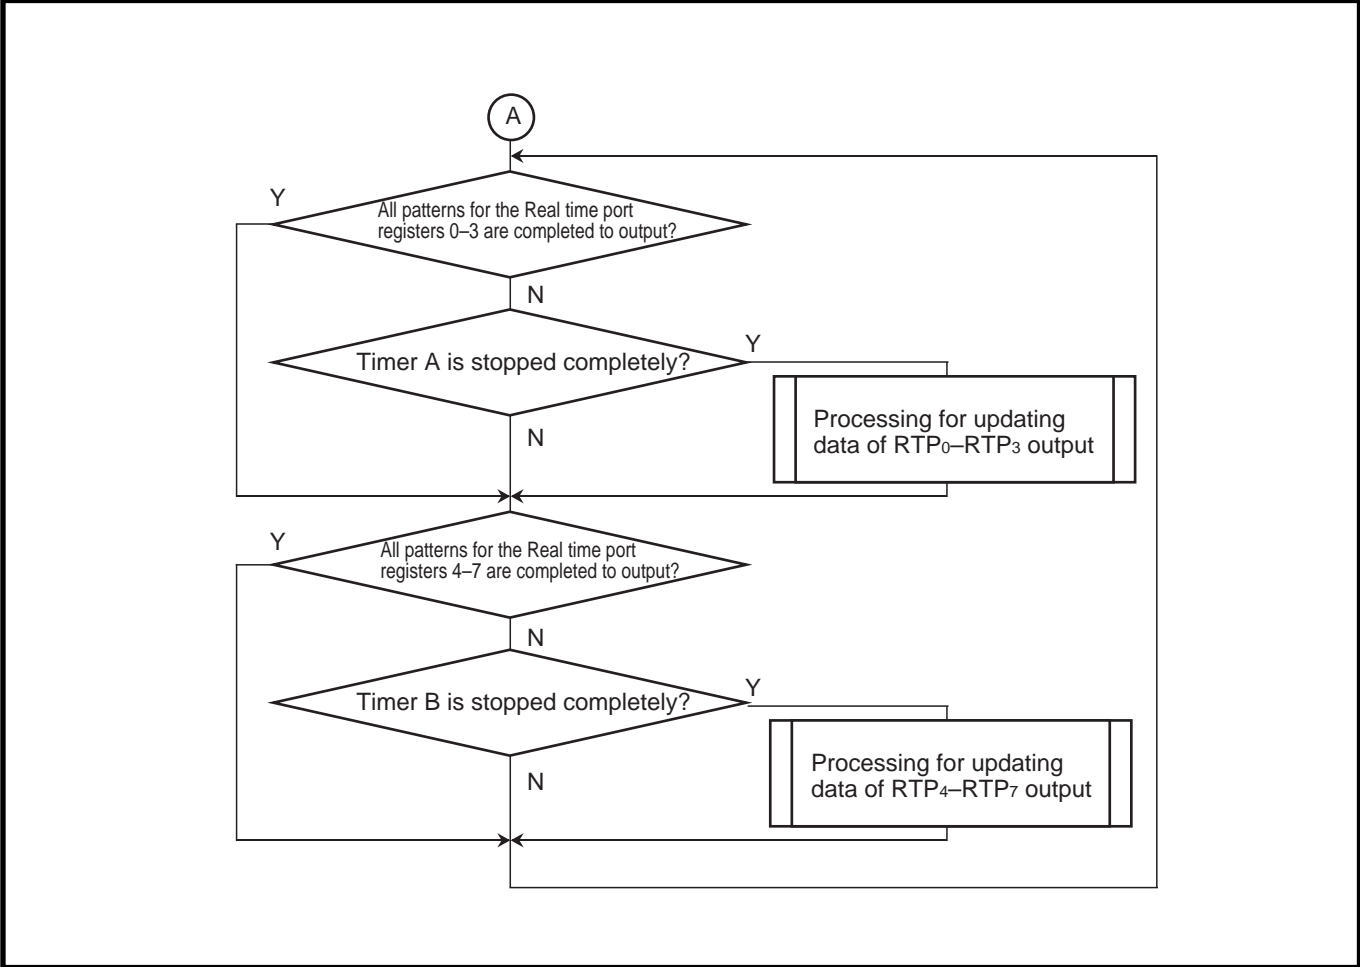 A
Y
All patterns for the Real time port
registers 0–3 are completed to output?
N
Timer A is stopped completely?
Y
Processing for updating
data of RTP0–RTP3 output
N
Y
All patterns for the Real time port
registers 4–7 are completed to output?
N
Timer B is stopped completely?
Y
Processing for updating
data of RTP4–RTP7 output
N